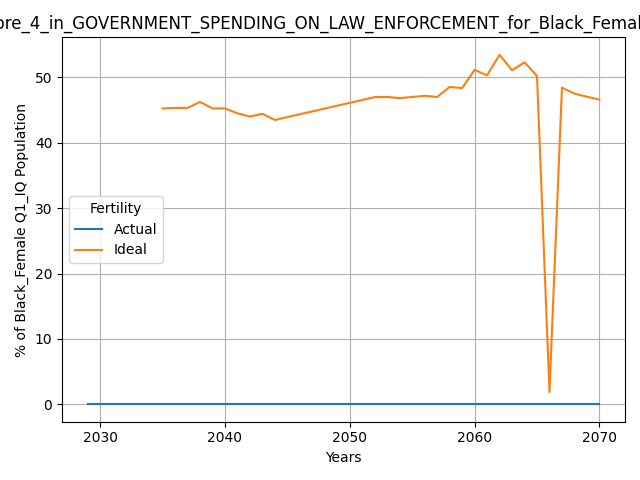 ore_4_in_GOVERNMENT_SPENDING_ON_LAW_ENFORCEMENT_for_Black_Femal
% of Black_Female Q1_IQ Population
50
40
30
20
10
0
Fertility
Actual
Ideal
2030 2040 2050 2060 2070
Years